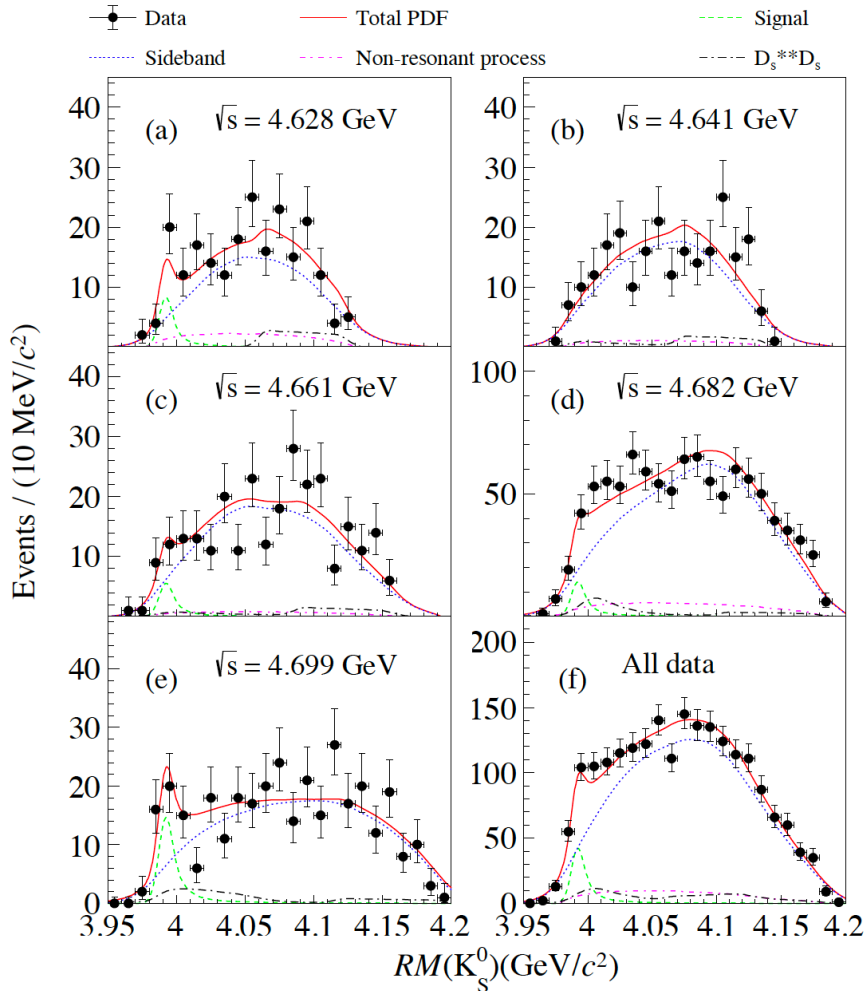 Data Total PDF Signal
Sideband Non-resonant process D_s**D_s
(a) √s = 4.628 GeV
40
30
20
10
(b) √s = 4.641 GeV
40
30
20
10
(c) √s = 4.661 GeV
40
30
20
10
(d) √s = 4.682 GeV
100
50
(e) √s = 4.699 GeV
40
30
20
10
0
(f) All data
200
150
100
50
0
3.95 4 4.05 4.1 4.15 4.2
3.95 4 4.05 4.1 4.15 4.2
Events / (10 MeV/c²)
RM(K_S^0)(GeV/c²)